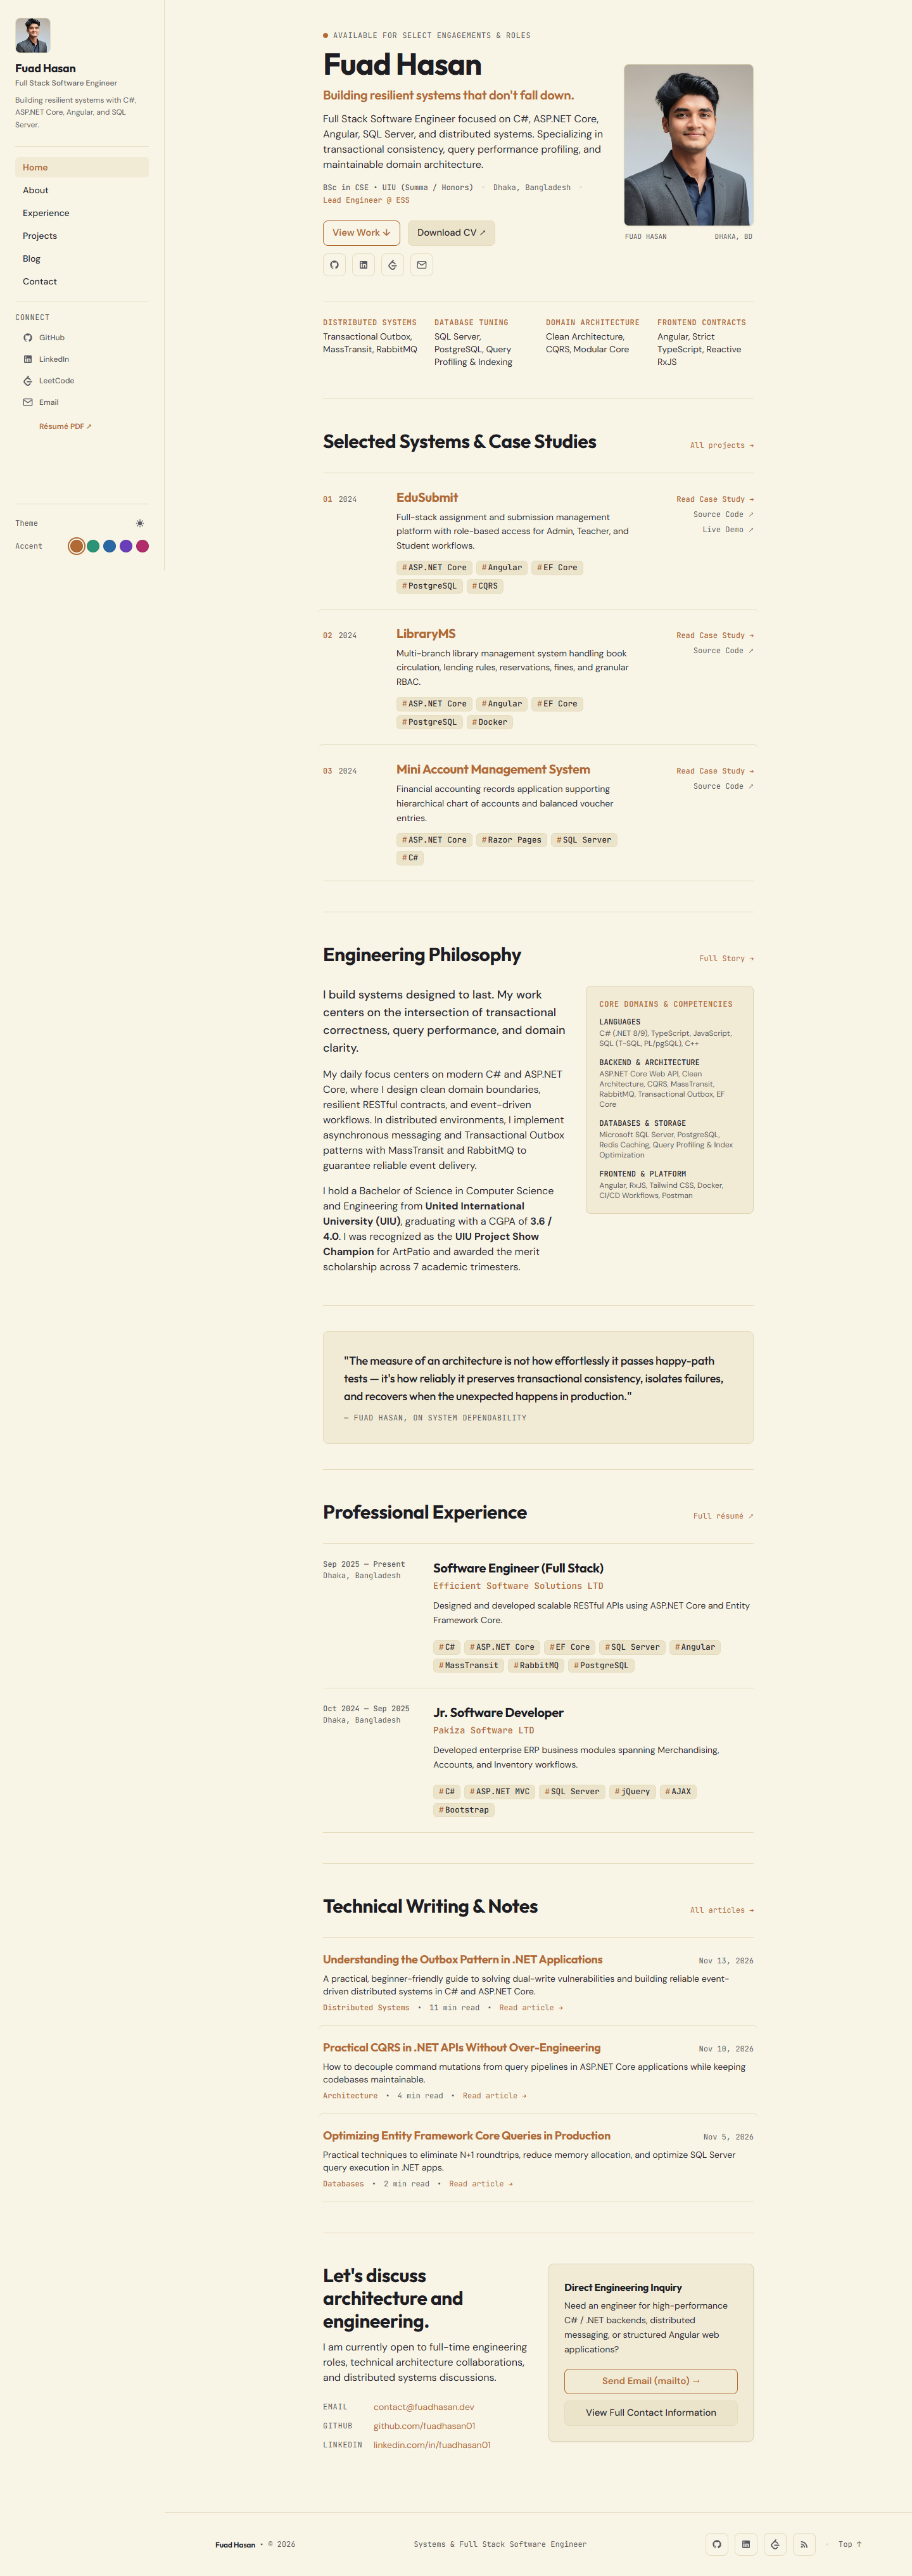 Fuad Hasan
Full Stack Software Engineer
Building resilient systems with C#,
ASP.NET Core, Angular, and SQL
Server.
Home
About
Experience
Projects
Blog
Contact
CONNECT
GitHub
LinkedIn
LeetCode
Email
Résumé PDF ↗
Theme
Accent
AVAILABLE FOR SELECT ENGAGEMENTS & ROLES
Fuad Hasan
Building resilient systems that don't fall down.
Full Stack Software Engineer focused on C#, ASP.NET Core,
Angular, SQL Server, and distributed systems. Specializing in
transactional consistency, query performance profiling, and
maintainable domain architecture.
BSc in CSE • UIU (Summa / Honors) · Dhaka, Bangladesh ·
Lead Engineer @ ESS
View Work ↓
Download CV ↗
FUAD HASAN DHAKA, BD
DISTRIBUTED SYSTEMS
Transactional Outbox,
MassTransit, RabbitMQ
DATABASE TUNING
SQL Server,
PostgreSQL, Query
Profiling & Indexing
DOMAIN ARCHITECTURE
Clean Architecture,
CQRS, Modular Core
FRONTEND CONTRACTS
Angular, Strict
TypeScript, Reactive
RxJS
Selected Systems & Case Studies
All projects →
01 2024
EduSubmit
Full-stack assignment and submission management
platform with role-based access for Admin, Teacher, and
Student workflows.
#ASP.NET Core #Angular #EF Core
#PostgreSQL #CQRS
Read Case Study →
Source Code ↗
Live Demo ↗
02 2024
LibraryMS
Multi-branch library management system handling book
circulation, lending rules, reservations, fines, and granular
RBAC.
#ASP.NET Core #Angular #EF Core
#PostgreSQL #Docker
Read Case Study →
Source Code ↗
03 2024
Mini Account Management System
Financial accounting records application supporting
hierarchical chart of accounts and balanced voucher
entries.
#ASP.NET Core #Razor Pages #SQL Server
#C#
Read Case Study →
Source Code ↗
Engineering Philosophy
Full Story →
I build systems designed to last. My work
centers on the intersection of transactional
correctness, query performance, and domain
clarity.
My daily focus centers on modern C# and ASP.NET
Core, where I design clean domain boundaries,
resilient RESTful contracts, and event-driven
workflows. In distributed environments, I implement
asynchronous messaging and Transactional Outbox
patterns with MassTransit and RabbitMQ to
guarantee reliable event delivery.
I hold a Bachelor of Science in Computer Science
and Engineering from United International
University (UIU), graduating with a CGPA of 3.6 /
4.0. I was recognized as the UIU Project Show
Champion for ArtPatio and awarded the merit
scholarship across 7 academic trimesters.
CORE DOMAINS & COMPETENCIES
LANGUAGES
C# (.NET 8/9), TypeScript, JavaScript,
SQL (T-SQL, PL/pgSQL), C++
BACKEND & ARCHITECTURE
ASP.NET Core Web API, Clean
Architecture, CQRS, MassTransit,
RabbitMQ, Transactional Outbox, EF
Core
DATABASES & STORAGE
Microsoft SQL Server, PostgreSQL,
Redis Caching, Query Profiling & Index
Optimization
FRONTEND & PLATFORM
Angular, RxJS, Tailwind CSS, Docker,
CI/CD Workflows, Postman
"The measure of an architecture is not how effortlessly it passes happy-path
tests — it's how reliably it preserves transactional consistency, isolates failures,
and recovers when the unexpected happens in production."
— FUAD HASAN, ON SYSTEM DEPENDABILITY
Professional Experience
Full résumé ↗
Sep 2025 — Present
Dhaka, Bangladesh
Software Engineer (Full Stack)
Efficient Software Solutions LTD
Designed and developed scalable RESTful APIs using ASP.NET Core and Entity
Framework Core.
#C# #ASP.NET Core #EF Core #SQL Server #Angular
#MassTransit #RabbitMQ #PostgreSQL
Oct 2024 — Sep 2025
Dhaka, Bangladesh
Jr. Software Developer
Pakiza Software LTD
Developed enterprise ERP business modules spanning Merchandising,
Accounts, and Inventory workflows.
#C# #ASP.NET MVC #SQL Server #jQuery #AJAX
#Bootstrap
Technical Writing & Notes
All articles →
Understanding the Outbox Pattern in .NET Applications
Nov 13, 2026
A practical, beginner-friendly guide to solving dual-write vulnerabilities and building reliable event-
driven distributed systems in C# and ASP.NET Core.
Distributed Systems • 11 min read • Read article →
Practical CQRS in .NET APIs Without Over-Engineering
Nov 10, 2026
How to decouple command mutations from query pipelines in ASP.NET Core applications while keeping
codebases maintainable.
Architecture • 4 min read • Read article →
Optimizing Entity Framework Core Queries in Production
Nov 5, 2026
Practical techniques to eliminate N+1 roundtrips, reduce memory allocation, and optimize SQL Server
query execution in .NET apps.
Databases • 2 min read • Read article →
Let's discuss
architecture and
engineering.
I am currently open to full-time engineering
roles, technical architecture collaborations,
and distributed systems discussions.
EMAIL contact@fuadhasan.dev
GITHUB github.com/fuadhasan01
LINKEDIN linkedin.com/in/fuadhasan01
Direct Engineering Inquiry
Need an engineer for high-performance
C# / .NET backends, distributed
messaging, or structured Angular web
applications?
Send Email (mailto) →
View Full Contact Information
Fuad Hasan • © 2026
Systems & Full Stack Software Engineer
· Top ↑